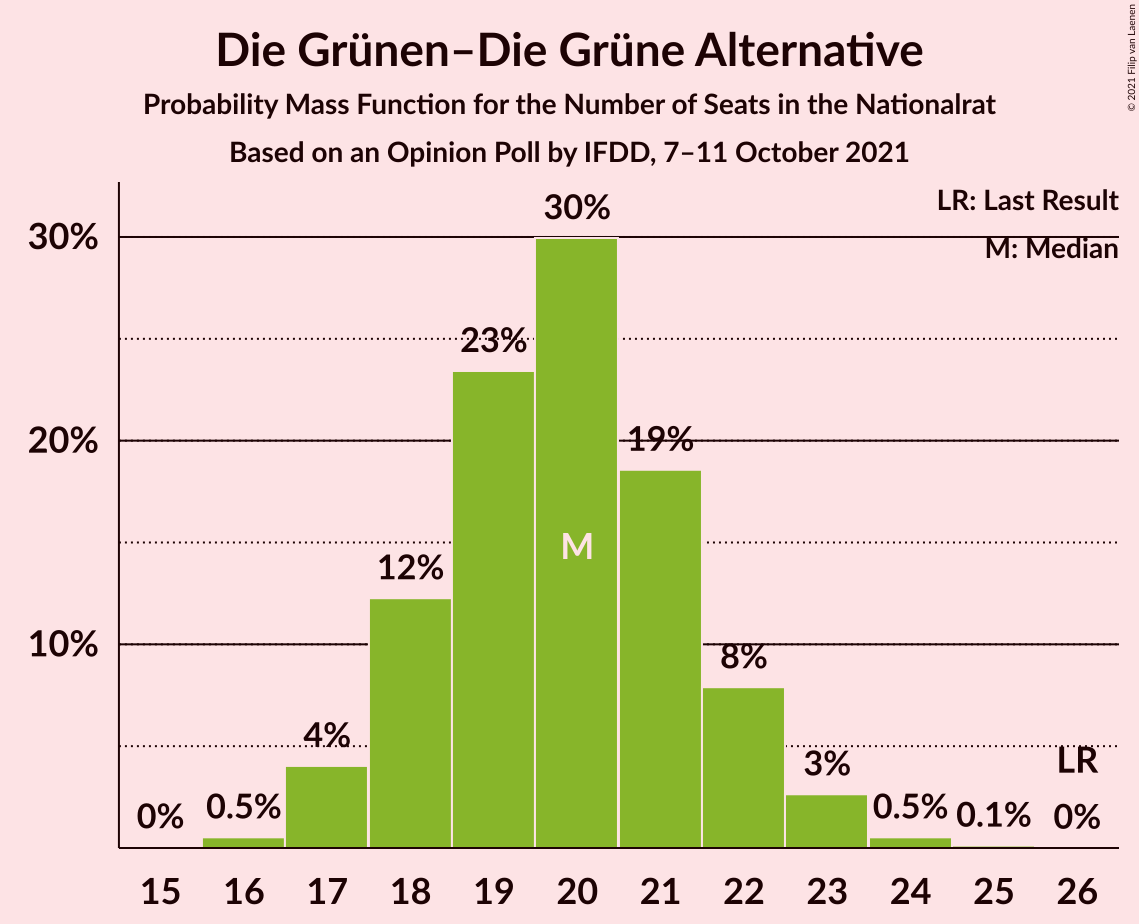 Die Grünen–Die Grüne Alternative
Probability Mass Function for the Number of Seats in the Nationalrat
Based on an Opinion Poll by IFDD, 7–11 October 2021
© 2021 Filip van Laenen
LR: Last Result
M: Median
30%
20%
10%
0%
0.5%
4%
12%
23%
30%
M
19%
8%
3%
0.5%
0.1%
LR
0%
15 16 17 18 19 20 21 22 23 24 25 26